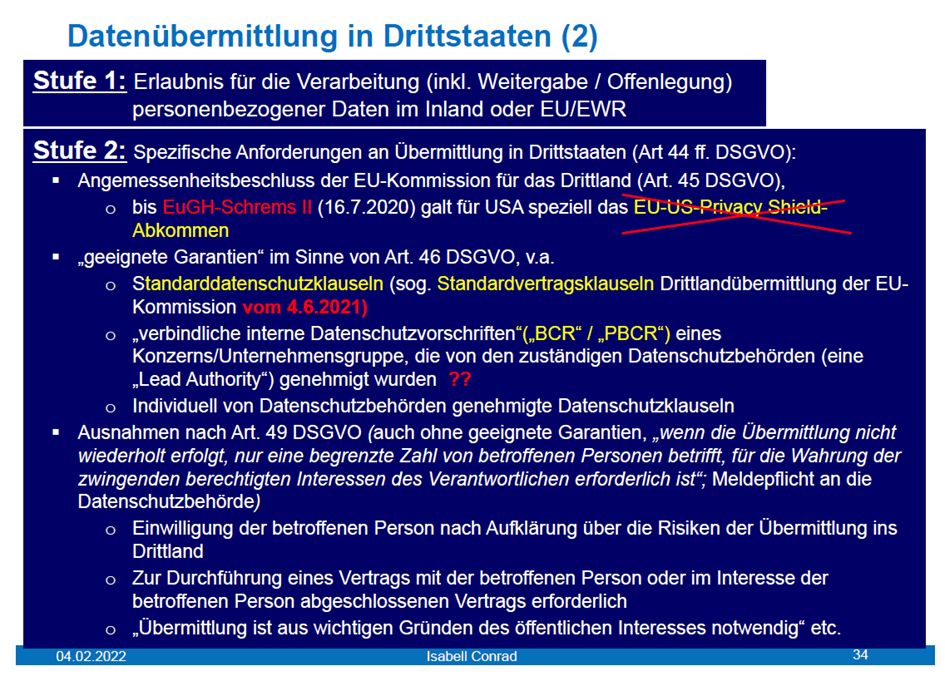 Datenübermittlung in Drittstaaten (2)
Stufe 1: Erlaubnis für die Verarbeitung (inkl. Weitergabe / Offenlegung)
personenbezogener Daten im Inland oder EU/EWR
Stufe 2: Spezifische Anforderungen an Übermittlung in Drittstaaten (Art 44 ff. DSGVO):
▪ Angemessenheitsbeschluss der EU-Kommission für das Drittland (Art. 45 DSGVO),
o bis EuGH-Schrems II (16.7.2020) galt für USA speziell das EU-US-Privacy Shield-
Abkommen
▪ „geeignete Garantien“ im Sinne von Art. 46 DSGVO, v.a.
o Standarddatenschutzklauseln (sog. Standardvertragsklauseln Drittlandübermittlung der EU-
Kommission vom 4.6.2021)
o „verbindliche interne Datenschutzvorschriften“(„BCR“ / „PBCR“) eines
Konzerns/Unternehmensgruppe, die von den zuständigen Datenschutzbehörden (eine
„Lead Authority“) genehmigt wurden ??
o Individuell von Datenschutzbehörden genehmigte Datenschutzklauseln
▪ Ausnahmen nach Art. 49 DSGVO (auch ohne geeignete Garantien, „wenn die Übermittlung nicht
wiederholt erfolgt, nur eine begrenzte Zahl von betroffenen Personen betrifft, für die Wahrung der
zwingenden berechtigten Interessen des Verantwortlichen erforderlich ist“; Meldepflicht an die
Datenschutzbehörde)
o Einwilligung der betroffenen Person nach Aufklärung über die Risiken der Übermittlung ins
Drittland
o Zur Durchführung eines Vertrags mit der betroffenen Person oder im Interesse der
betroffenen Person abgeschlossenen Vertrags erforderlich
o „Übermittlung ist aus wichtigen Gründen des öffentlichen Interesses notwendig“ etc.
04.02.2022 Isabell Conrad 34